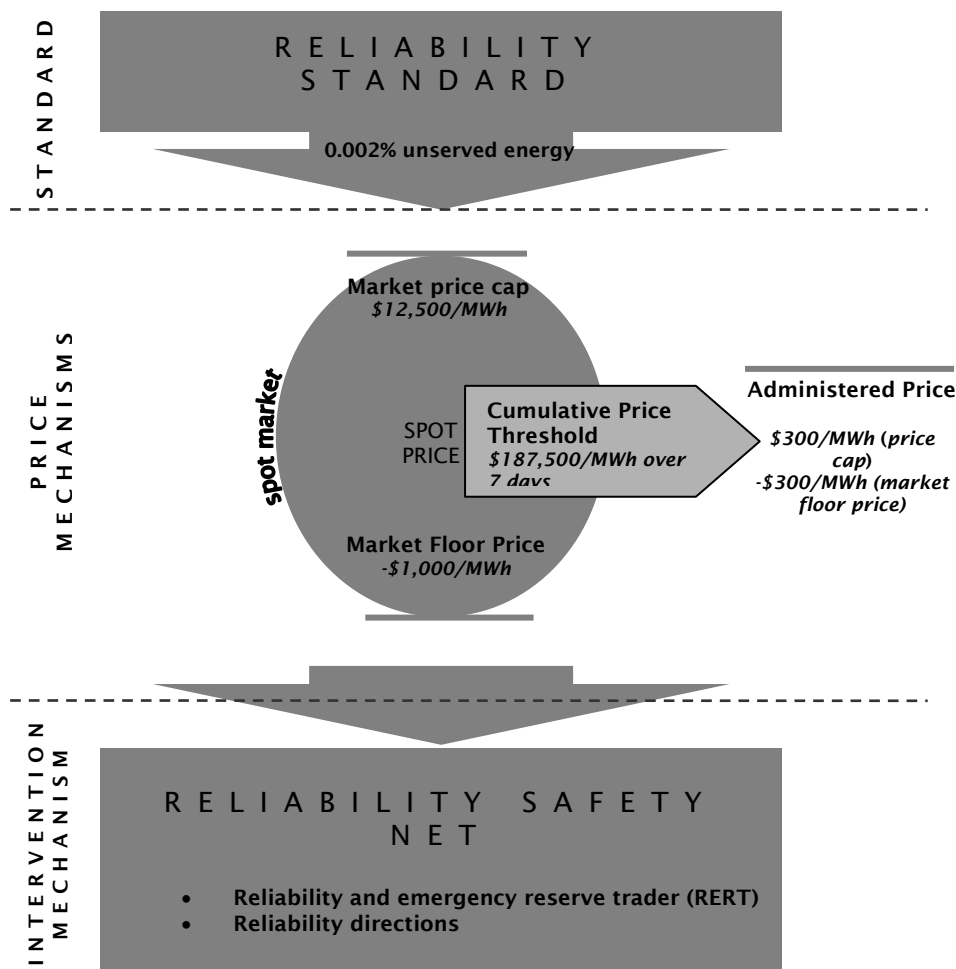 STANDARD
RELIABILITY
STANDARD
0.002% unserved energy
PRICE
MECHANISMS
spot market
Market price cap
$12,500/MWh
SPOT
PRICE
Cumulative Price
Threshold
$187,500/MWh over
7 days
Market Floor Price
-$1,000/MWh
Administered Price
$300/MWh (price
cap)
-$300/MWh (market
floor price)
INTERVENTION
MECHANISM
RELIABILITY SAFETY
NET
• Reliability and emergency reserve trader (RERT)
• Reliability directions